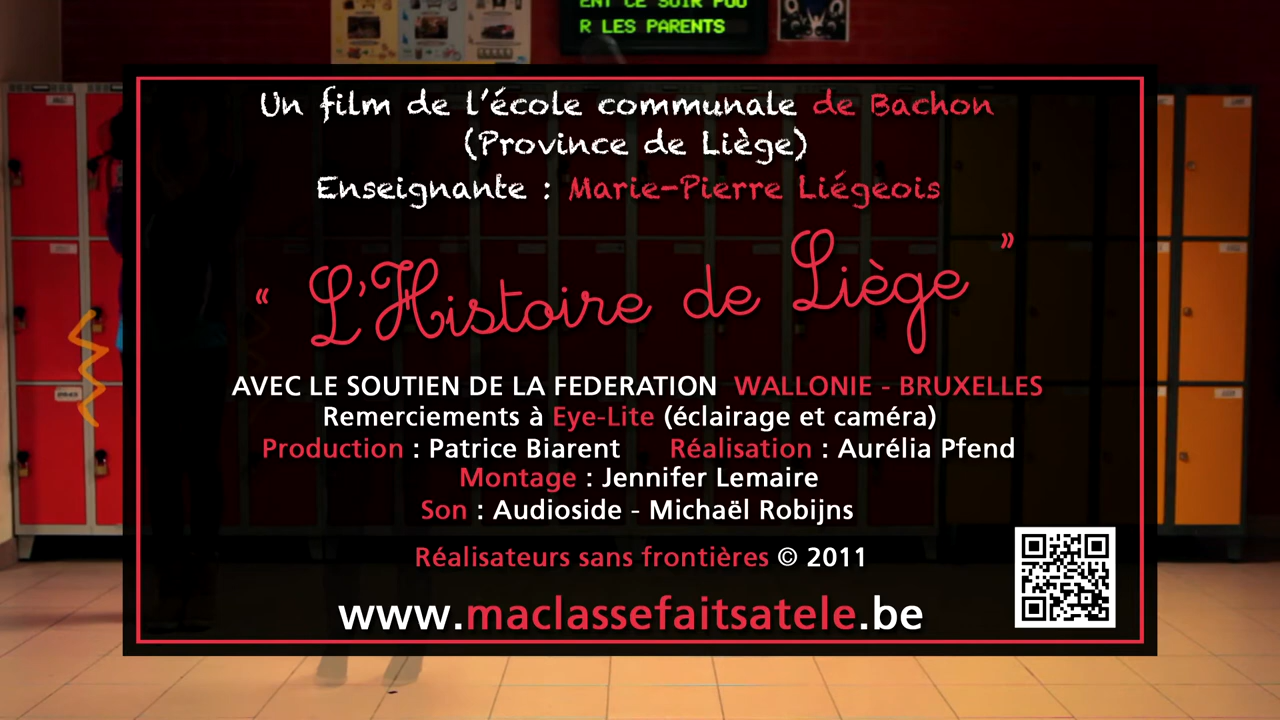 ENT CE SOIR POU
R LES PARENTS
Un film de l'école communale de Bachon
(Province de Liège)
Enseignante : Marie-Pierre Liégeois
“ L'Histoire de Liège ”
AVEC LE SOUTIEN DE LA FEDERATION WALLONIE - BRUXELLES
Remerciements à Eye-Lite (éclairage et caméra)
Production : Patrice Biarent Réalisation : Aurélia Pfend
Montage : Jennifer Lemaire
Son : Audioside - Michaël Robijns
Réalisateurs sans frontières © 2011
www.maclassefaitsatele.be